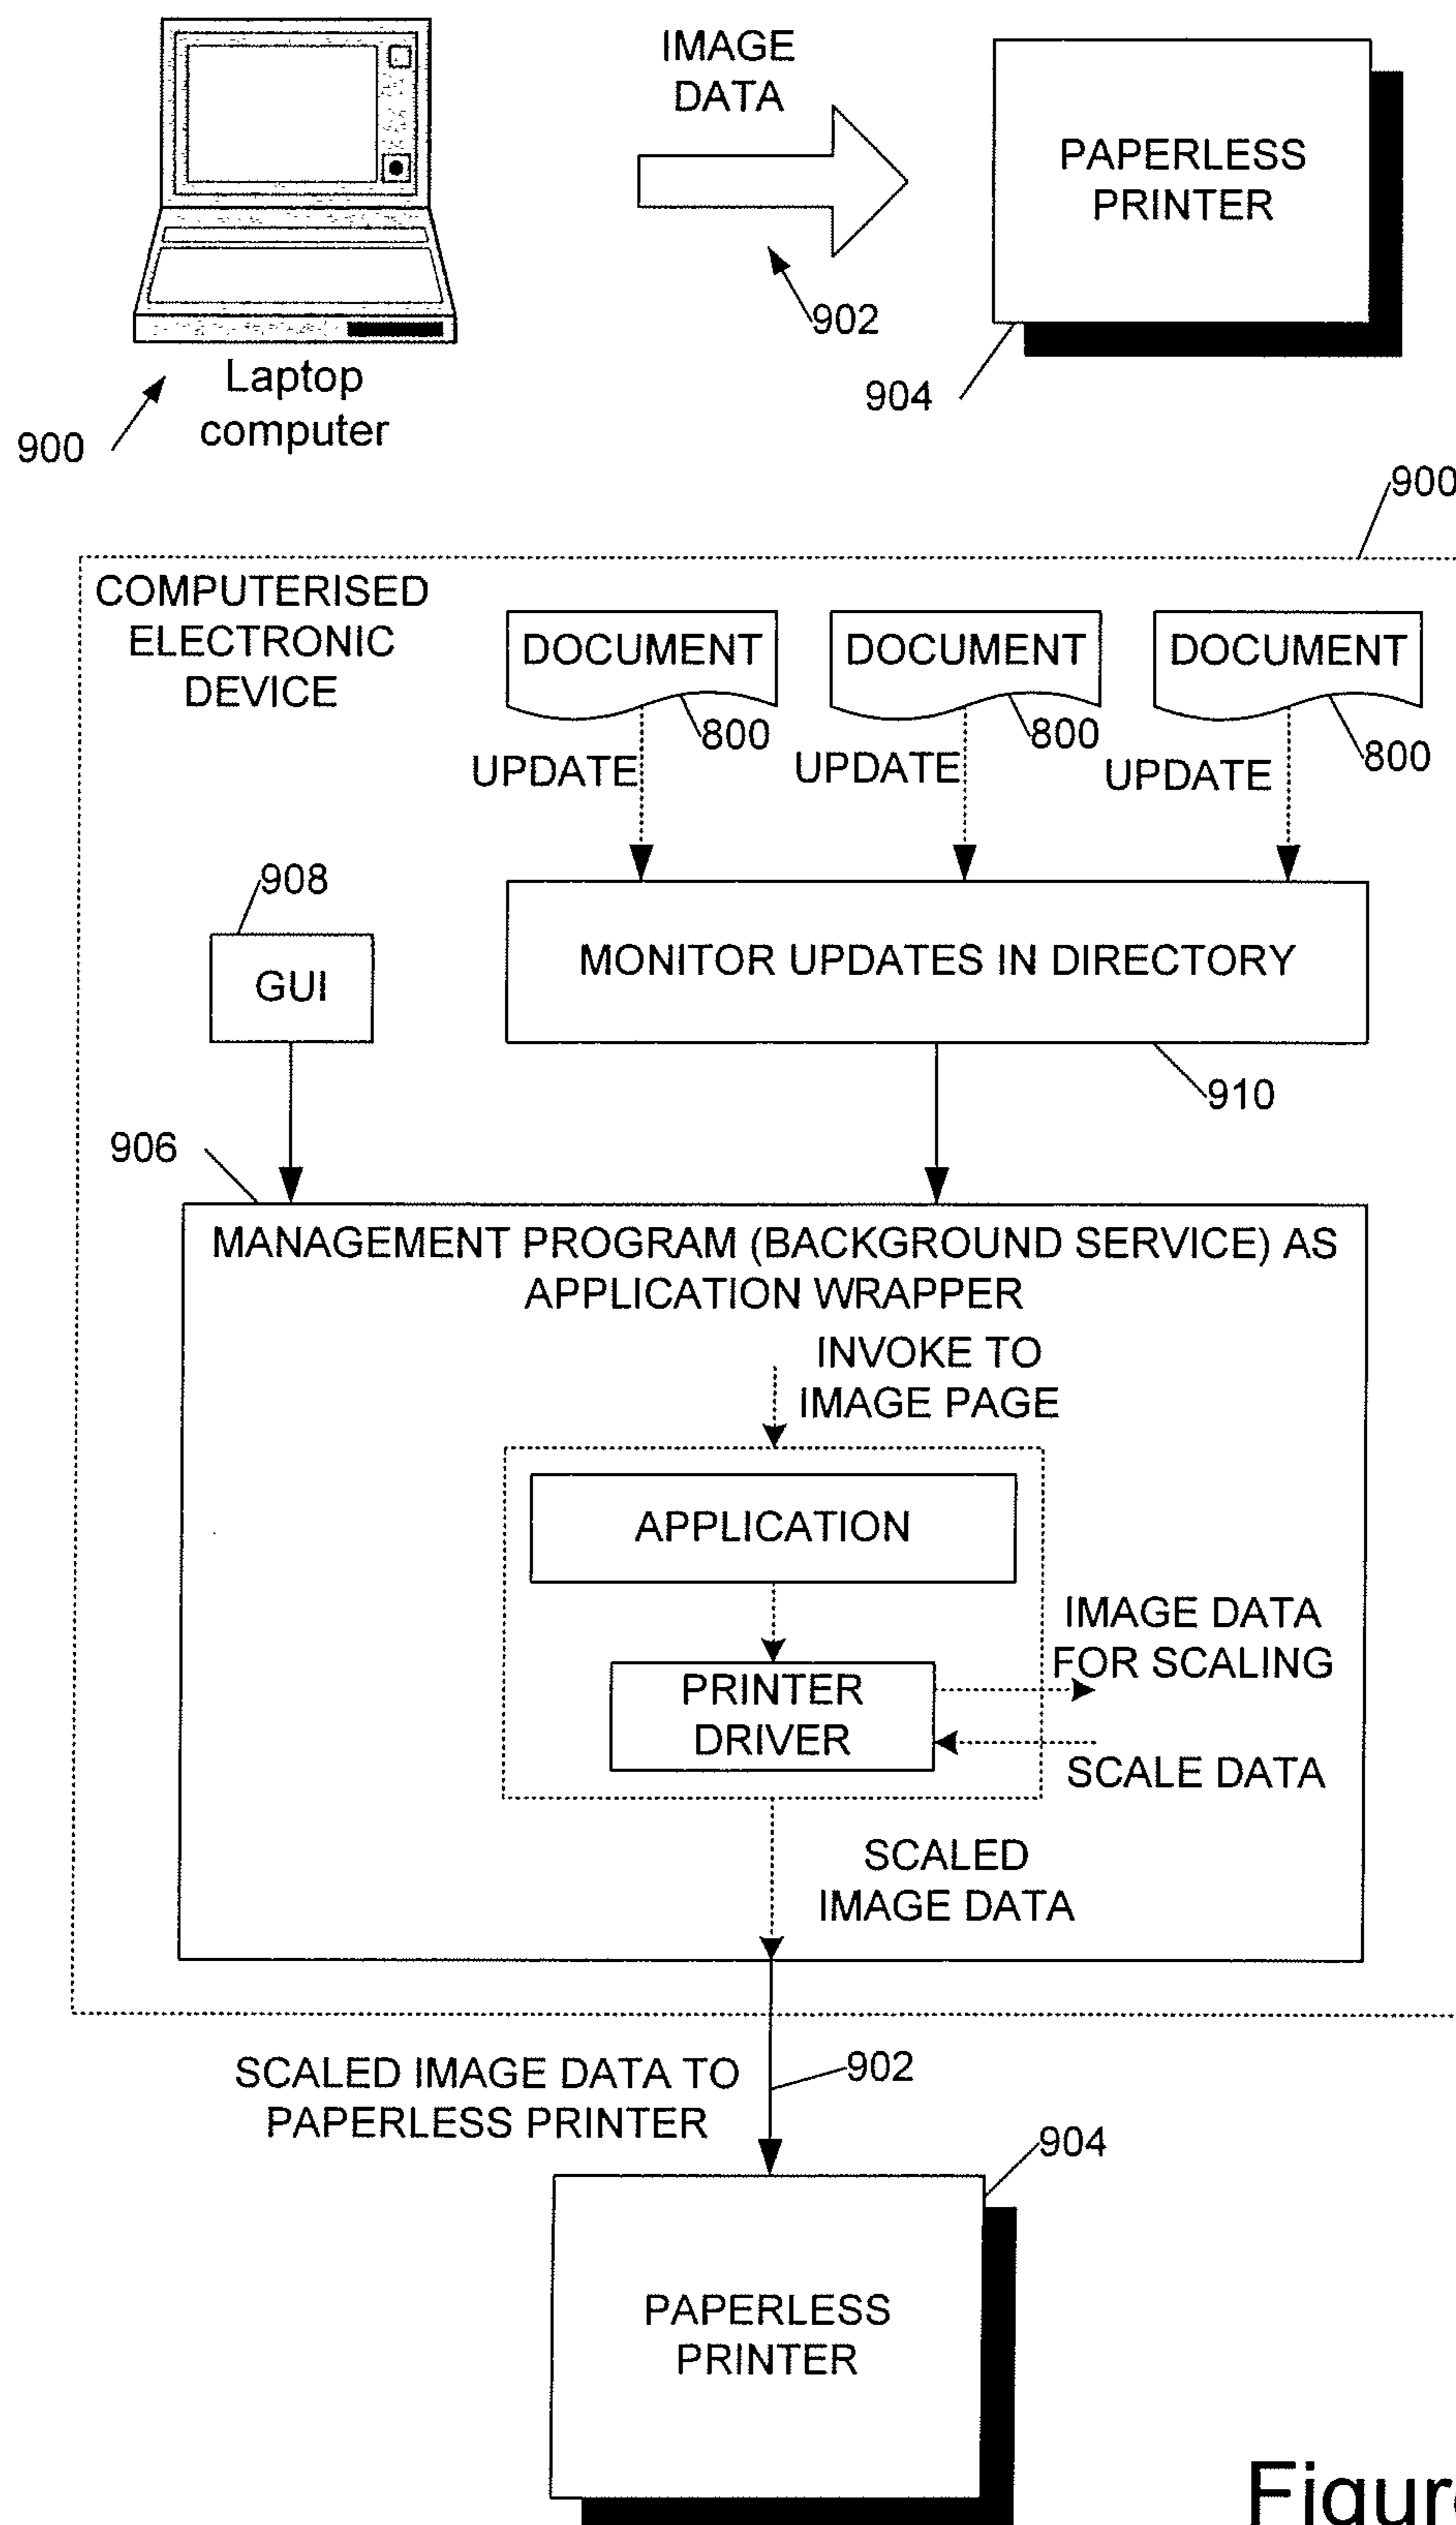 IMAGE
DATA
PAPERLESS
PRINTER
902
904
Laptop
computer
900
900
COMPUTERISED
ELECTRONIC
DEVICE
DOCUMENT
DOCUMENT
DOCUMENT
800
800
800
UPDATE
UPDATE
UPDATE
908
GUI
MONITOR UPDATES IN DIRECTORY
910
906
MANAGEMENT PROGRAM (BACKGROUND SERVICE) AS
APPLICATION WRAPPER
INVOKE TO
IMAGE PAGE
APPLICATION
IMAGE DATA
FOR SCALING
PRINTER
DRIVER
SCALE DATA
SCALED
IMAGE DATA
SCALED IMAGE DATA TO
PAPERLESS PRINTER
902
904
PAPERLESS
PRINTER
Figure